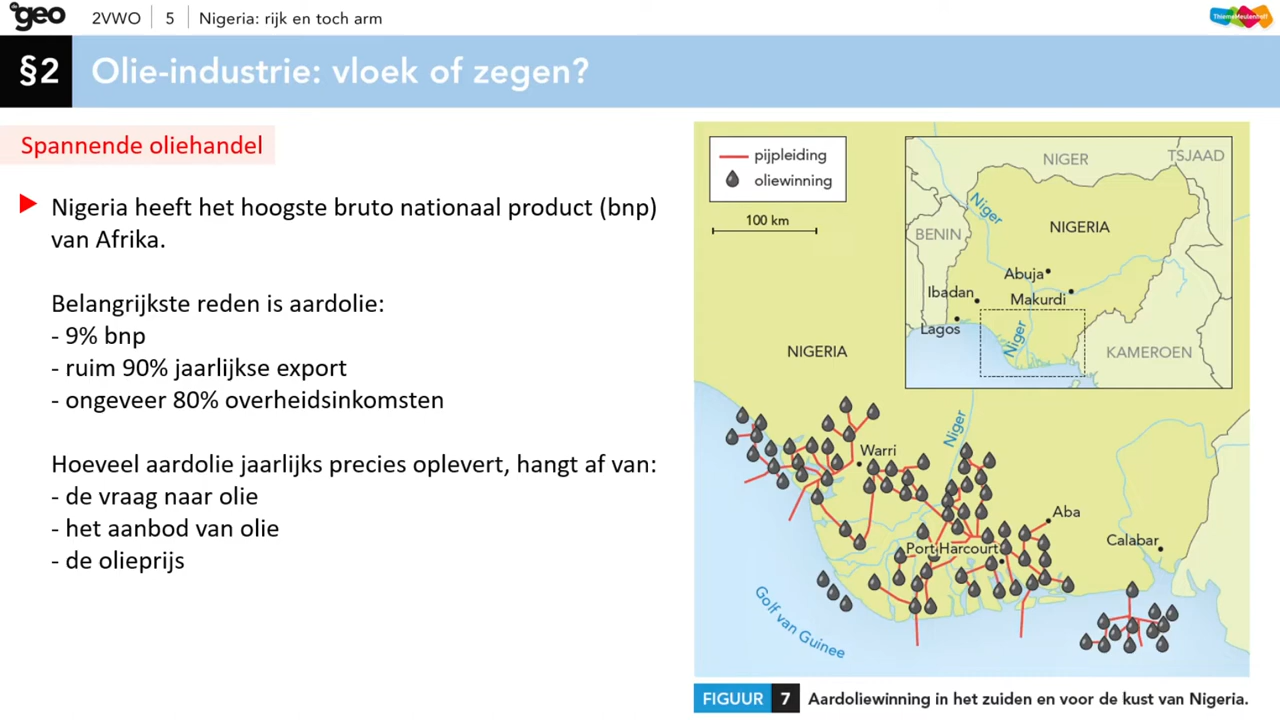 geo
2VWO
5
Nigeria: rijk en toch arm
ThiemeMeulenhoff
§2
Olie-industrie: vloek of zegen?
Spannende oliehandel
Nigeria heeft het hoogste bruto nationaal product (bnp)
van Afrika.
Belangrijkste reden is aardolie:
- 9% bnp
- ruim 90% jaarlijkse export
- ongeveer 80% overheidsinkomsten
Hoeveel aardolie jaarlijks precies oplevert, hangt af van:
- de vraag naar olie
- het aanbod van olie
- de olieprijs
pijpleiding
oliewinning
100 km
NIGER
TSJAAD
Niger
BENIN
NIGERIA
Abuja
Ibadan
Makurdi
Lagos
Niger
KAMEROEN
NIGERIA
Niger
Warri
Aba
Port Harcourt
Calabar
Golf van Guinee
FIGUUR 7 Aardoliewinning in het zuiden en voor de kust van Nigeria.